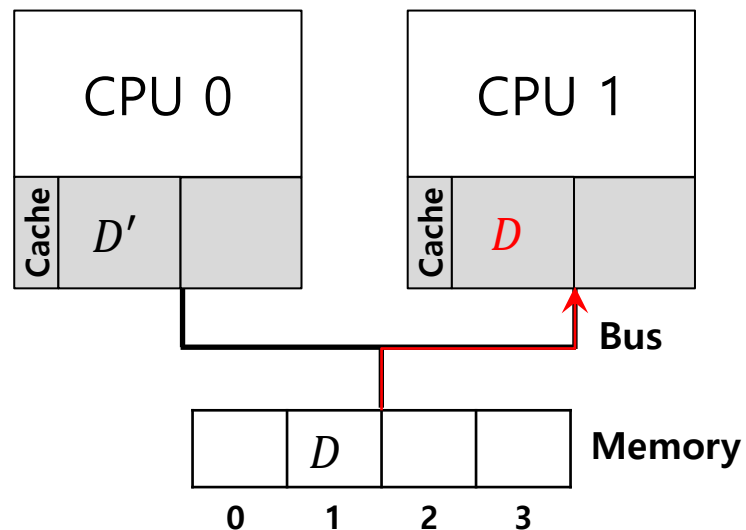 CPU 0
CPU 1
Cache
D′
Cache
D
Bus
D
Memory
0 1 2 3